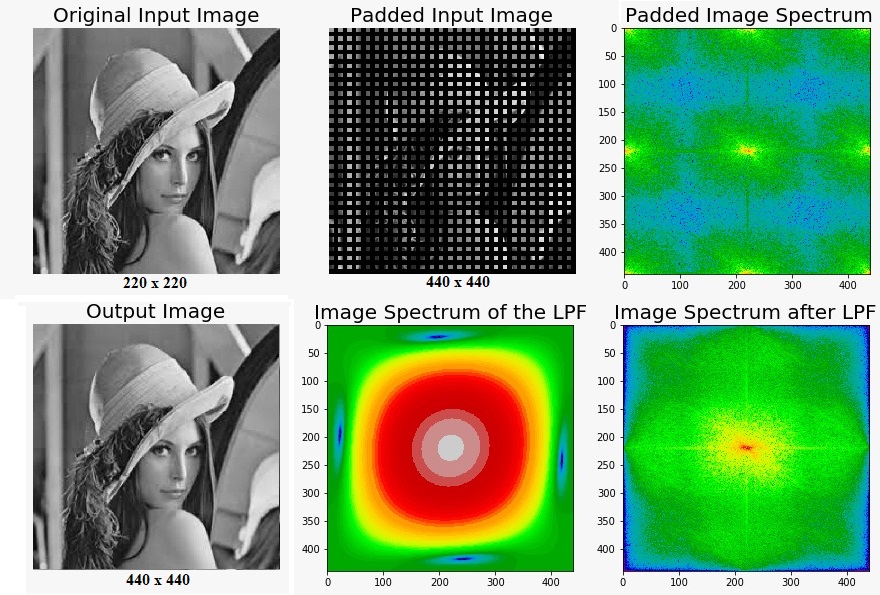 Original Input Image
Padded Input Image
Padded Image Spectrum
0
50
100
150
200
250
300
350
400
0 100 200 300 400
220 x 220
440 x 440
Output Image
Image Spectrum of the LPF
Image Spectrum after LPF
0
50
100
150
200
250
300
350
400
0 100 200 300 400
0
50
100
150
200
250
300
350
400
0 100 200 300 400
440 x 440